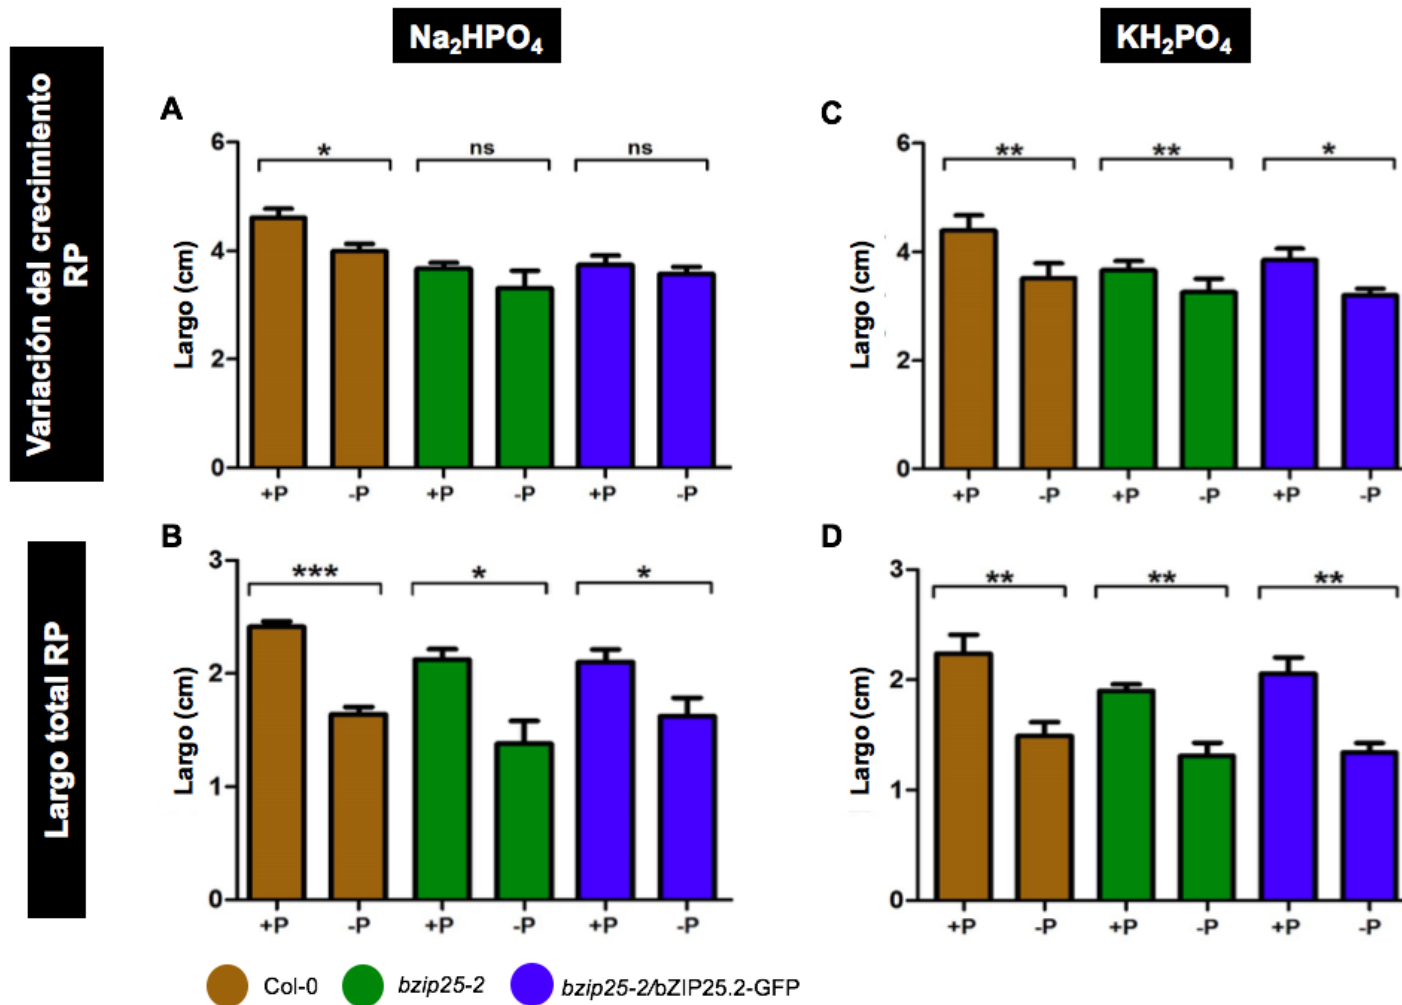 Na₂HPO₄
KH₂PO₄
Variación del crecimiento
RP
A
6
4
2
0
Largo (cm)
*
ns
ns
+P
-P
+P
-P
+P
-P
C
6
4
2
0
Largo (cm)
**
**
*
+P
-P
+P
-P
+P
-P
Largo total RP
B
3
2
1
0
Largo (cm)
***
*
*
+P
-P
+P
-P
+P
-P
D
3
2
1
0
Largo (cm)
**
**
**
+P
-P
+P
-P
+P
-P
Col-0
bzip25-2
bzip25-2/bZIP25.2-GFP